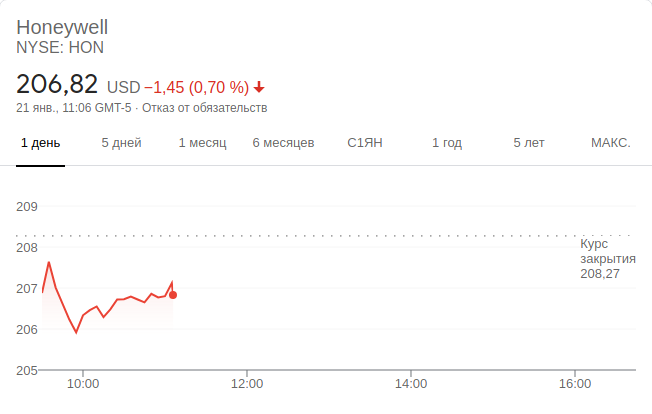 Honeywell
NYSE: HON
206,82 USD −1,45 (0,70 %)
21 янв., 11:06 GMT-5 · Отказ от обязательств
1 день 5 дней 1 месяц 6 месяцев С1ЯН 1 год 5 лет МАКС.
209
208
207
206
205
Курс
закрытия
208,27
10:00 12:00 14:00 16:00